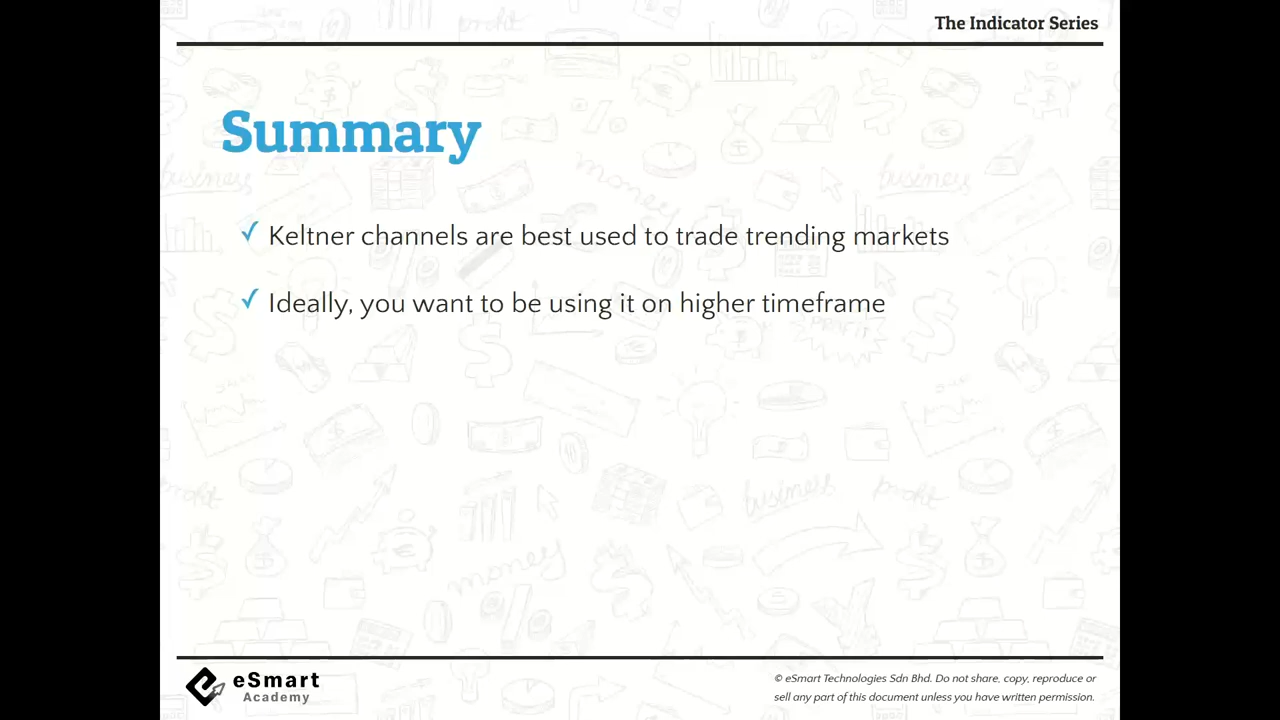 The Indicator Series
Summary
✓ Keltner channels are best used to trade trending markets
✓ Ideally, you want to be using it on higher timeframe
eSmart
Academy
© eSmart Technologies Sdn Bhd. Do not share, copy, reproduce or
sell any part of this document unless you have written permission.